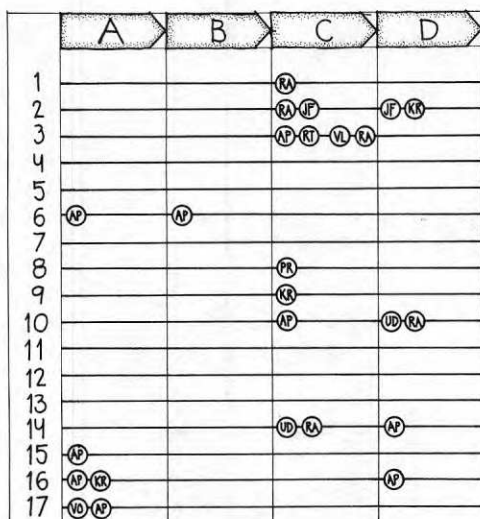 A B C D
1 RA
2 RA JF JF KR
3 AP RT VL RA
4
5
6 AP AP
7
8 PR
9 KR
10 AP UD RA
11
12
13
14 UD RA AP
15 AP
16 AP KR AP
17 VO AP